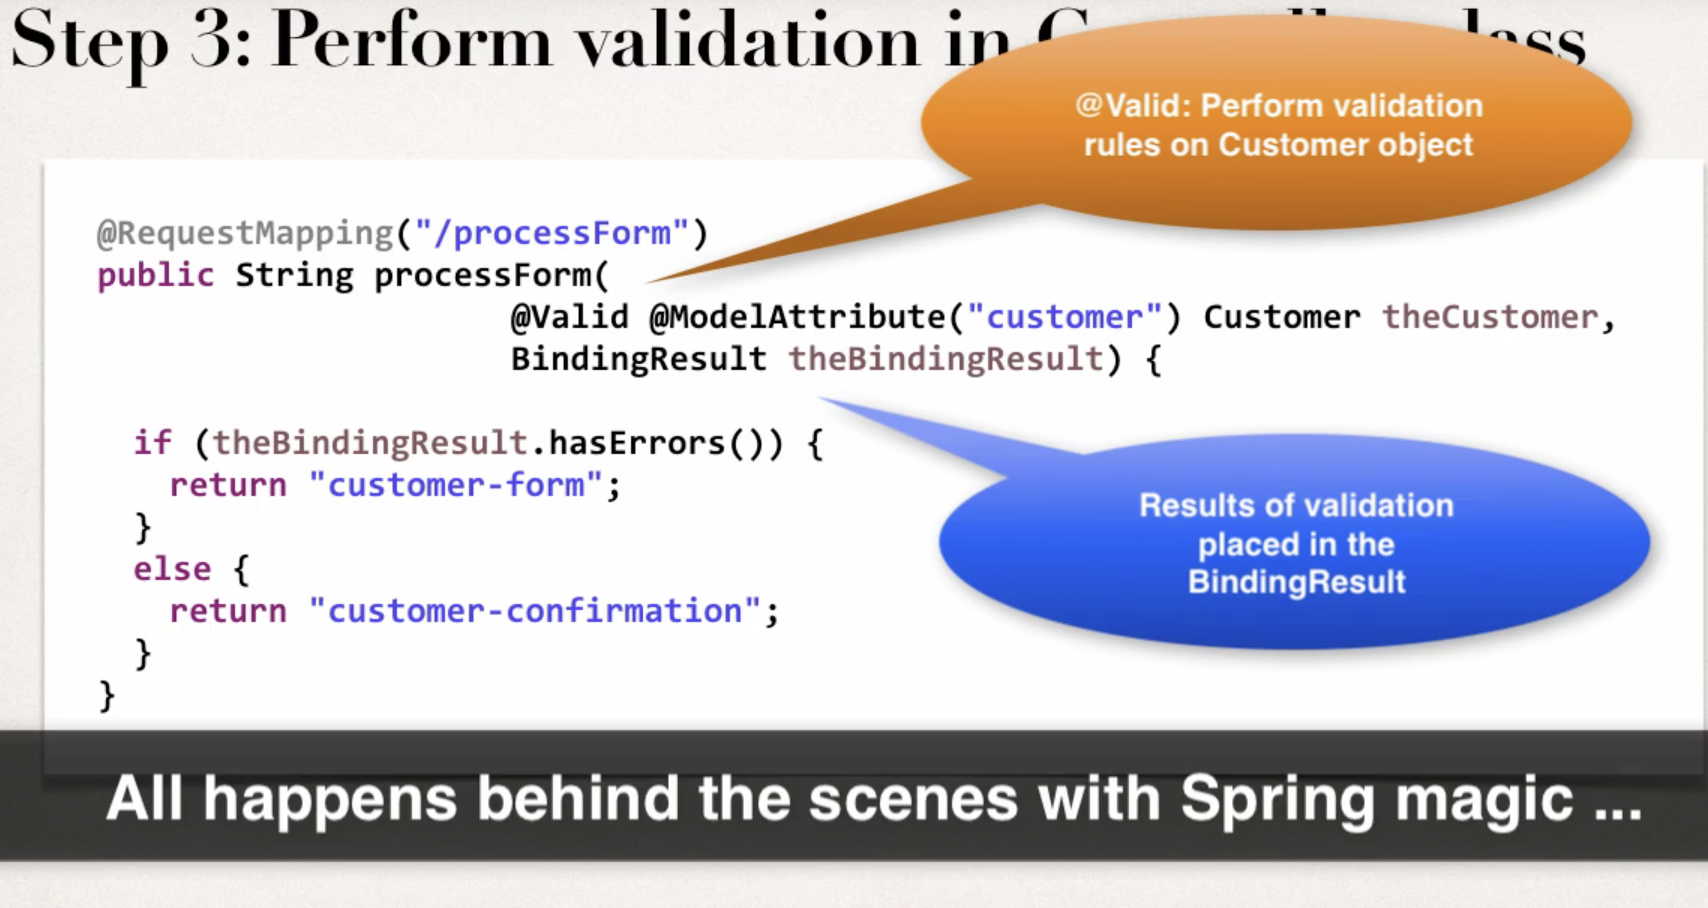 Step 3: Perform validation in
@Valid: Perform validation
rules on Customer object
@RequestMapping("/processForm")
public String processForm(
@Valid @ModelAttribute("customer") Customer theCustomer,
BindingResult theBindingResult) {
if (theBindingResult.hasErrors()) {
return "customer-form";
}
else {
return "customer-confirmation";
}
}
Results of validation
placed in the
BindingResult
All happens behind the scenes with Spring magic ...